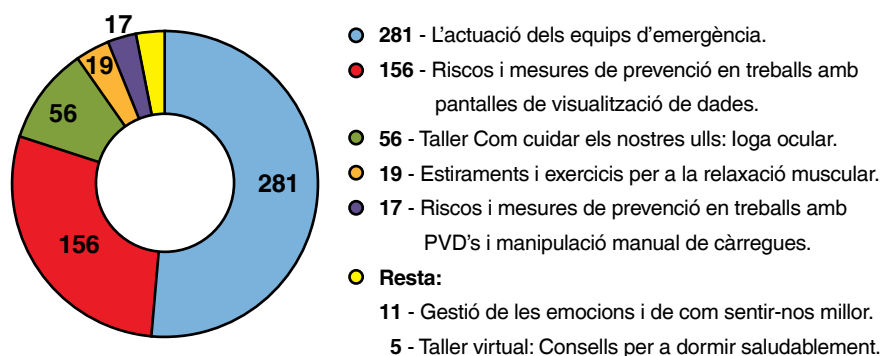 17
19
56
281
156
281 - L'actuació dels equips d'emergència.
156 - Riscos i mesures de prevenció en treballs amb
pantalles de visualització de dades.
56 - Taller Com cuidar els nostres ulls: Ioga ocular.
19 - Estiraments i exercicis per a la relaxació muscular.
17 - Riscos i mesures de prevenció en treballs amb
PVD's i manipulació manual de càrregues.
Resta:
11 - Gestió de les emocions i de com sentir-nos millor.
5 - Taller virtual: Consells per a dormir saludablement.